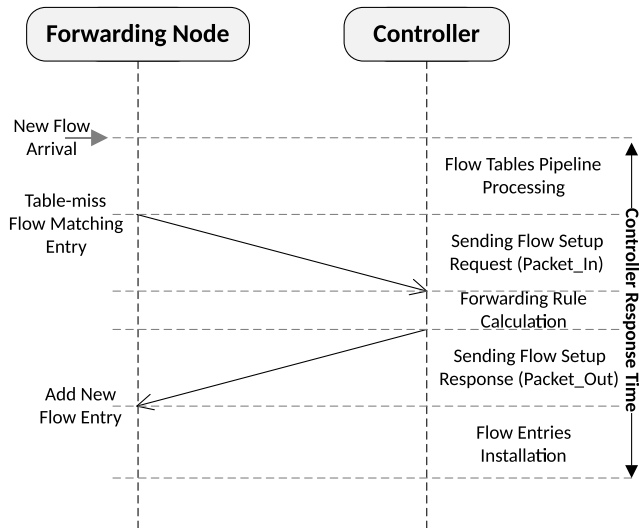 Forwarding Node
Controller
New Flow
Arrival
Flow Tables Pipeline
Processing
Table-miss
Flow Matching
Entry
Sending Flow Setup
Request (Packet_In)
Forwarding Rule
Calculation
Sending Flow Setup
Response (Packet_Out)
Add New
Flow Entry
Flow Entries
Installation
Controller Response Time